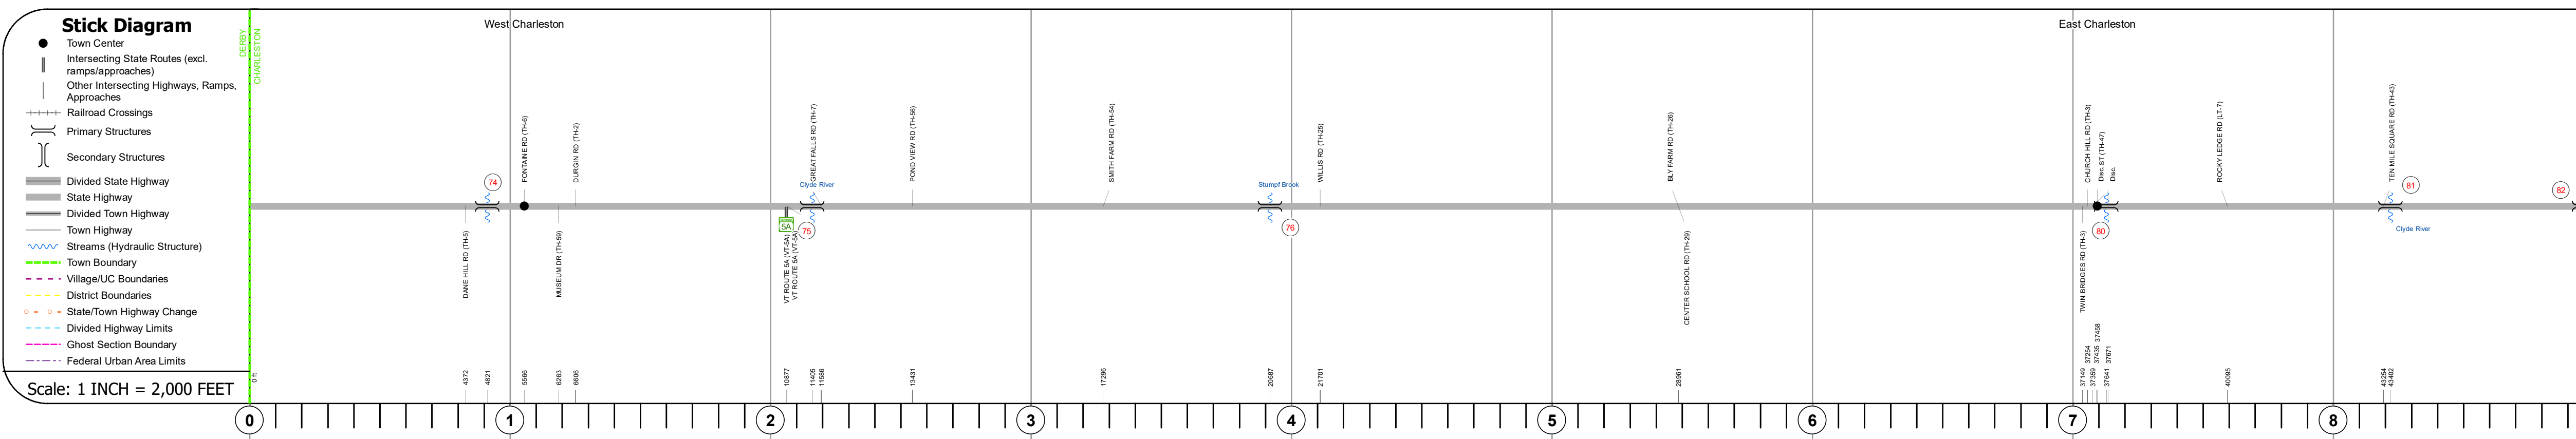 Stick Diagram
Town Center
Intersecting State Routes (excl.
ramps/approaches)
Other Intersecting Highways, Ramps,
Approaches
Railroad Crossings
Primary Structures
Secondary Structures
Divided State Highway
State Highway
Divided Town Highway
Town Highway
Streams (Hydraulic Structure)
Town Boundary
Village/UC Boundaries
District Boundaries
State/Town Highway Change
Divided Highway Limits
Ghost Section Boundary
Federal Urban Area Limits
Scale: 1 INCH = 2,000 FEET
DERBY
CHARLESTON
West Charleston
East Charleston
DANE HILL RD (TH-5)
74
FONTAINE RD (TH-6)
MUSEUM DR (TH-59)
DURGIN RD (TH-2)
5A
VT ROUTE 5A (VT-5A)
VT ROUTE 5A (VT-5A)
75
Clyde River
GREAT FALLS RD (TH-7)
POND VIEW RD (TH-56)
SMITH FARM RD (TH-54)
Stumpf Brook
76
WILLIS RD (TH-25)
BLY FARM RD (TH-26)
CENTER SCHOOL RD (TH-29)
TWIN BRIDGES RD (TH-3)
CHURCH HILL RD (TH-3)
Disc. ST (TH-47)
Disc.
80
ROCKY LEDGE RD (LT-7)
TEN MILE SQUARE RD (TH-43)
81
Clyde River
82
0 ft
4372
4821
5566
6263
6606
10877
11405
11586
13431
17296
20687
21701
28961
37149
37254
37359
37435
37458
37641
37671
40095
43254
43402
0
1
2
3
4
5
6
7
8